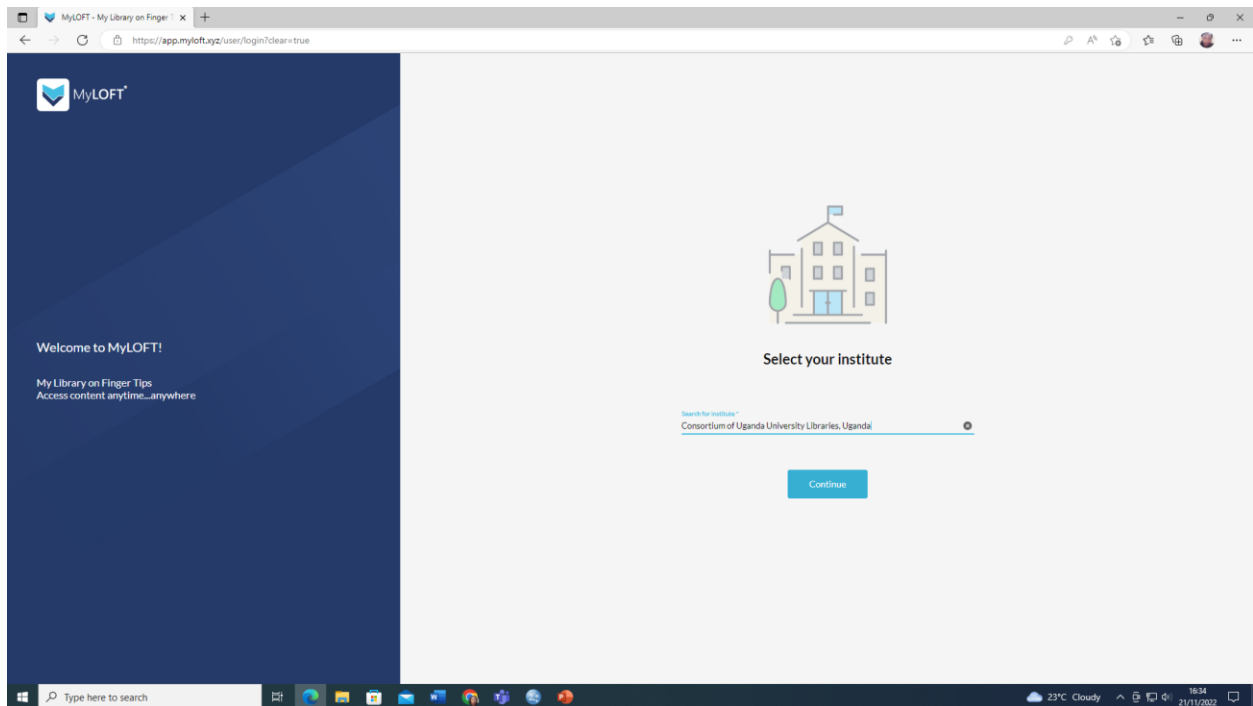 MyLOFT - My Library on Finger T
https://app.myloft.xyz/user/login?clear=true
MyLOFT
Welcome to MyLOFT!
My Library on Finger Tips
Access content anytime...anywhere
Select your institute
Search for institute *
Consortium of Uganda University Libraries, Uganda
Continue
Type here to search
23°C Cloudy
16:34
21/11/2022